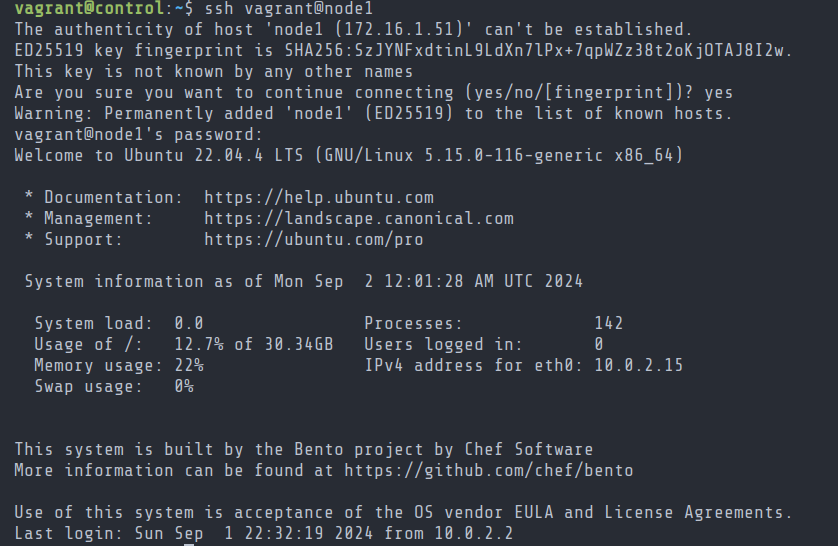 vagrant@control:~$ ssh vagrant@node1
The authenticity of host 'node1 (172.16.1.51)' can't be established.
ED25519 key fingerprint is SHA256:SzJYNFxdtinL9LdXn7lPx+7qpWZz38t2oKjOTAJ8I2w.
This key is not known by any other names
Are you sure you want to continue connecting (yes/no/[fingerprint])? yes
Warning: Permanently added 'node1' (ED25519) to the list of known hosts.
vagrant@node1's password:
Welcome to Ubuntu 22.04.4 LTS (GNU/Linux 5.15.0-116-generic x86_64)
* Documentation:  https://help.ubuntu.com
* Management:     https://landscape.canonical.com
* Support:        https://ubuntu.com/pro
System information as of Mon Sep  2 12:01:28 AM UTC 2024
System load:  0.0                Processes:             142
Usage of /:   12.7% of 30.34GB   Users logged in:       0
Memory usage: 22%                IPv4 address for eth0: 10.0.2.15
Swap usage:   0%
This system is built by the Bento project by Chef Software
More information can be found at https://github.com/chef/bento
Use of this system is acceptance of the OS vendor EULA and License Agreements.
Last login: Sun Sep  1 22:32:19 2024 from 10.0.2.2